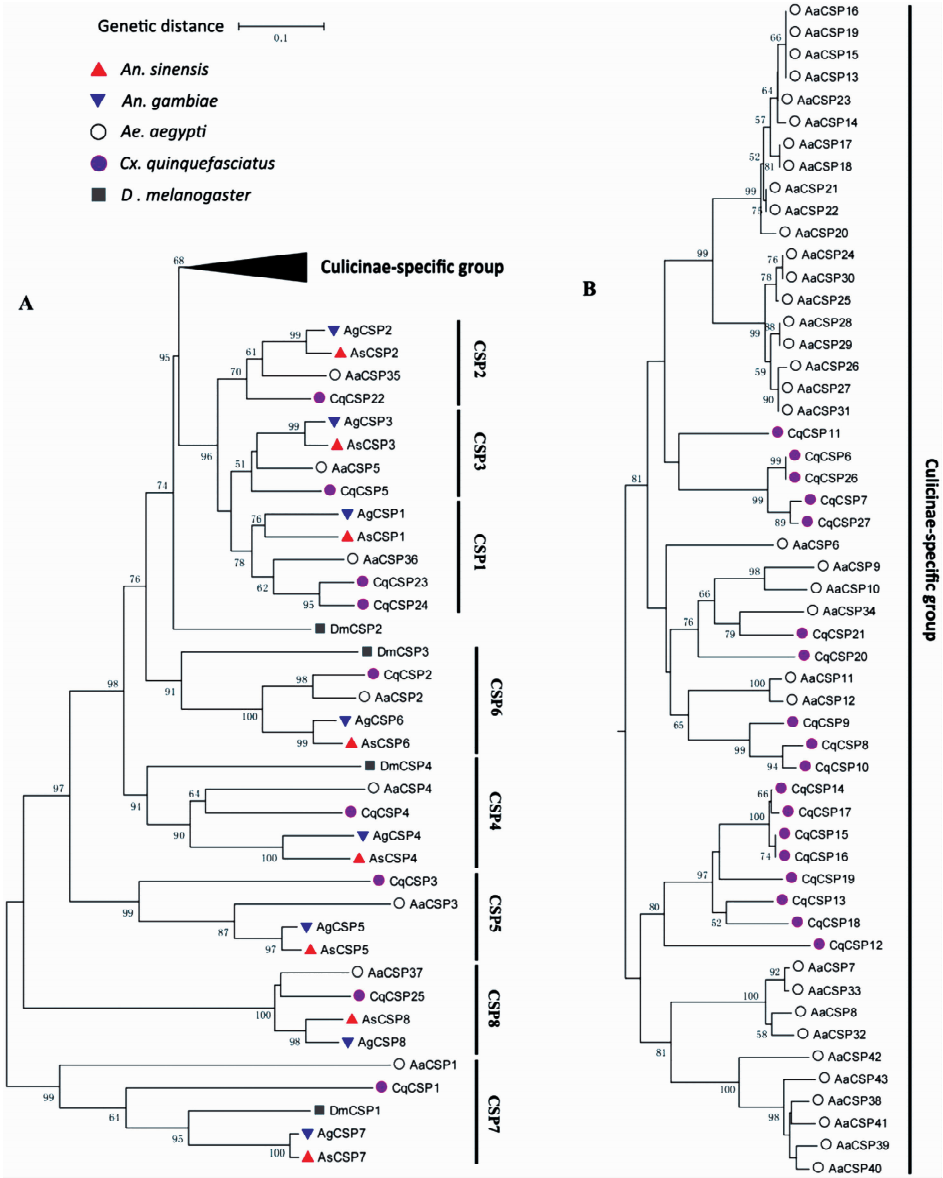 Genetic distance
0.1
An. sinensis
An. gambiae
Ae. aegypti
Cx. quinquefasciatus
D . melanogaster
A
68
Culicinae-specific group
95
AgCSP2
99
AsCSP2
61
AaCSP35
70
CqCSP22
CSP2
96
AgCSP3
99
AsCSP3
51
AaCSP5
CqCSP5
CSP3
74
AgCSP1
76
AsCSP1
78
AaCSP36
62
CqCSP23
95
CqCSP24
CSP1
76
DmCSP2
DmCSP3
91
CqCSP2
98
AaCSP2
100
AgCSP6
99
AsCSP6
CSP6
98
DmCSP4
91
AaCSP4
64
CqCSP4
90
AgCSP4
100
AsCSP4
CSP4
97
CqCSP3
99
AaCSP3
87
AgCSP5
97
AsCSP5
CSP5
AaCSP37
CqCSP25
100
AsCSP8
98
AgCSP8
CSP8
AaCSP1
99
CqCSP1
64
DmCSP1
95
AgCSP7
100
AsCSP7
CSP7
B
AaCSP16
66
AaCSP19
AaCSP15
AaCSP13
64
AaCSP23
57
AaCSP14
AaCSP17
52
81
AaCSP18
99
AaCSP21
75
AaCSP22
AaCSP20
99
AaCSP24
76
AaCSP30
78
AaCSP25
AaCSP28
99
88
AaCSP29
AaCSP26
59
AaCSP27
90
AaCSP31
CqCSP11
CqCSP6
99
CqCSP26
99
CqCSP7
89
CqCSP27
81
AaCSP6
AaCSP9
98
AaCSP10
66
AaCSP34
76
79
CqCSP21
CqCSP20
AaCSP11
100
AaCSP12
65
CqCSP9
99
CqCSP8
94
CqCSP10
CqCSP14
66
CqCSP17
100
CqCSP15
74
CqCSP16
97
CqCSP19
CqCSP13
52
CqCSP18
80
CqCSP12
AaCSP7
92
AaCSP33
100
AaCSP8
58
AaCSP32
81
AaCSP42
100
AaCSP43
98
AaCSP38
AaCSP41
AaCSP39
AaCSP40
Culicinae-specific group